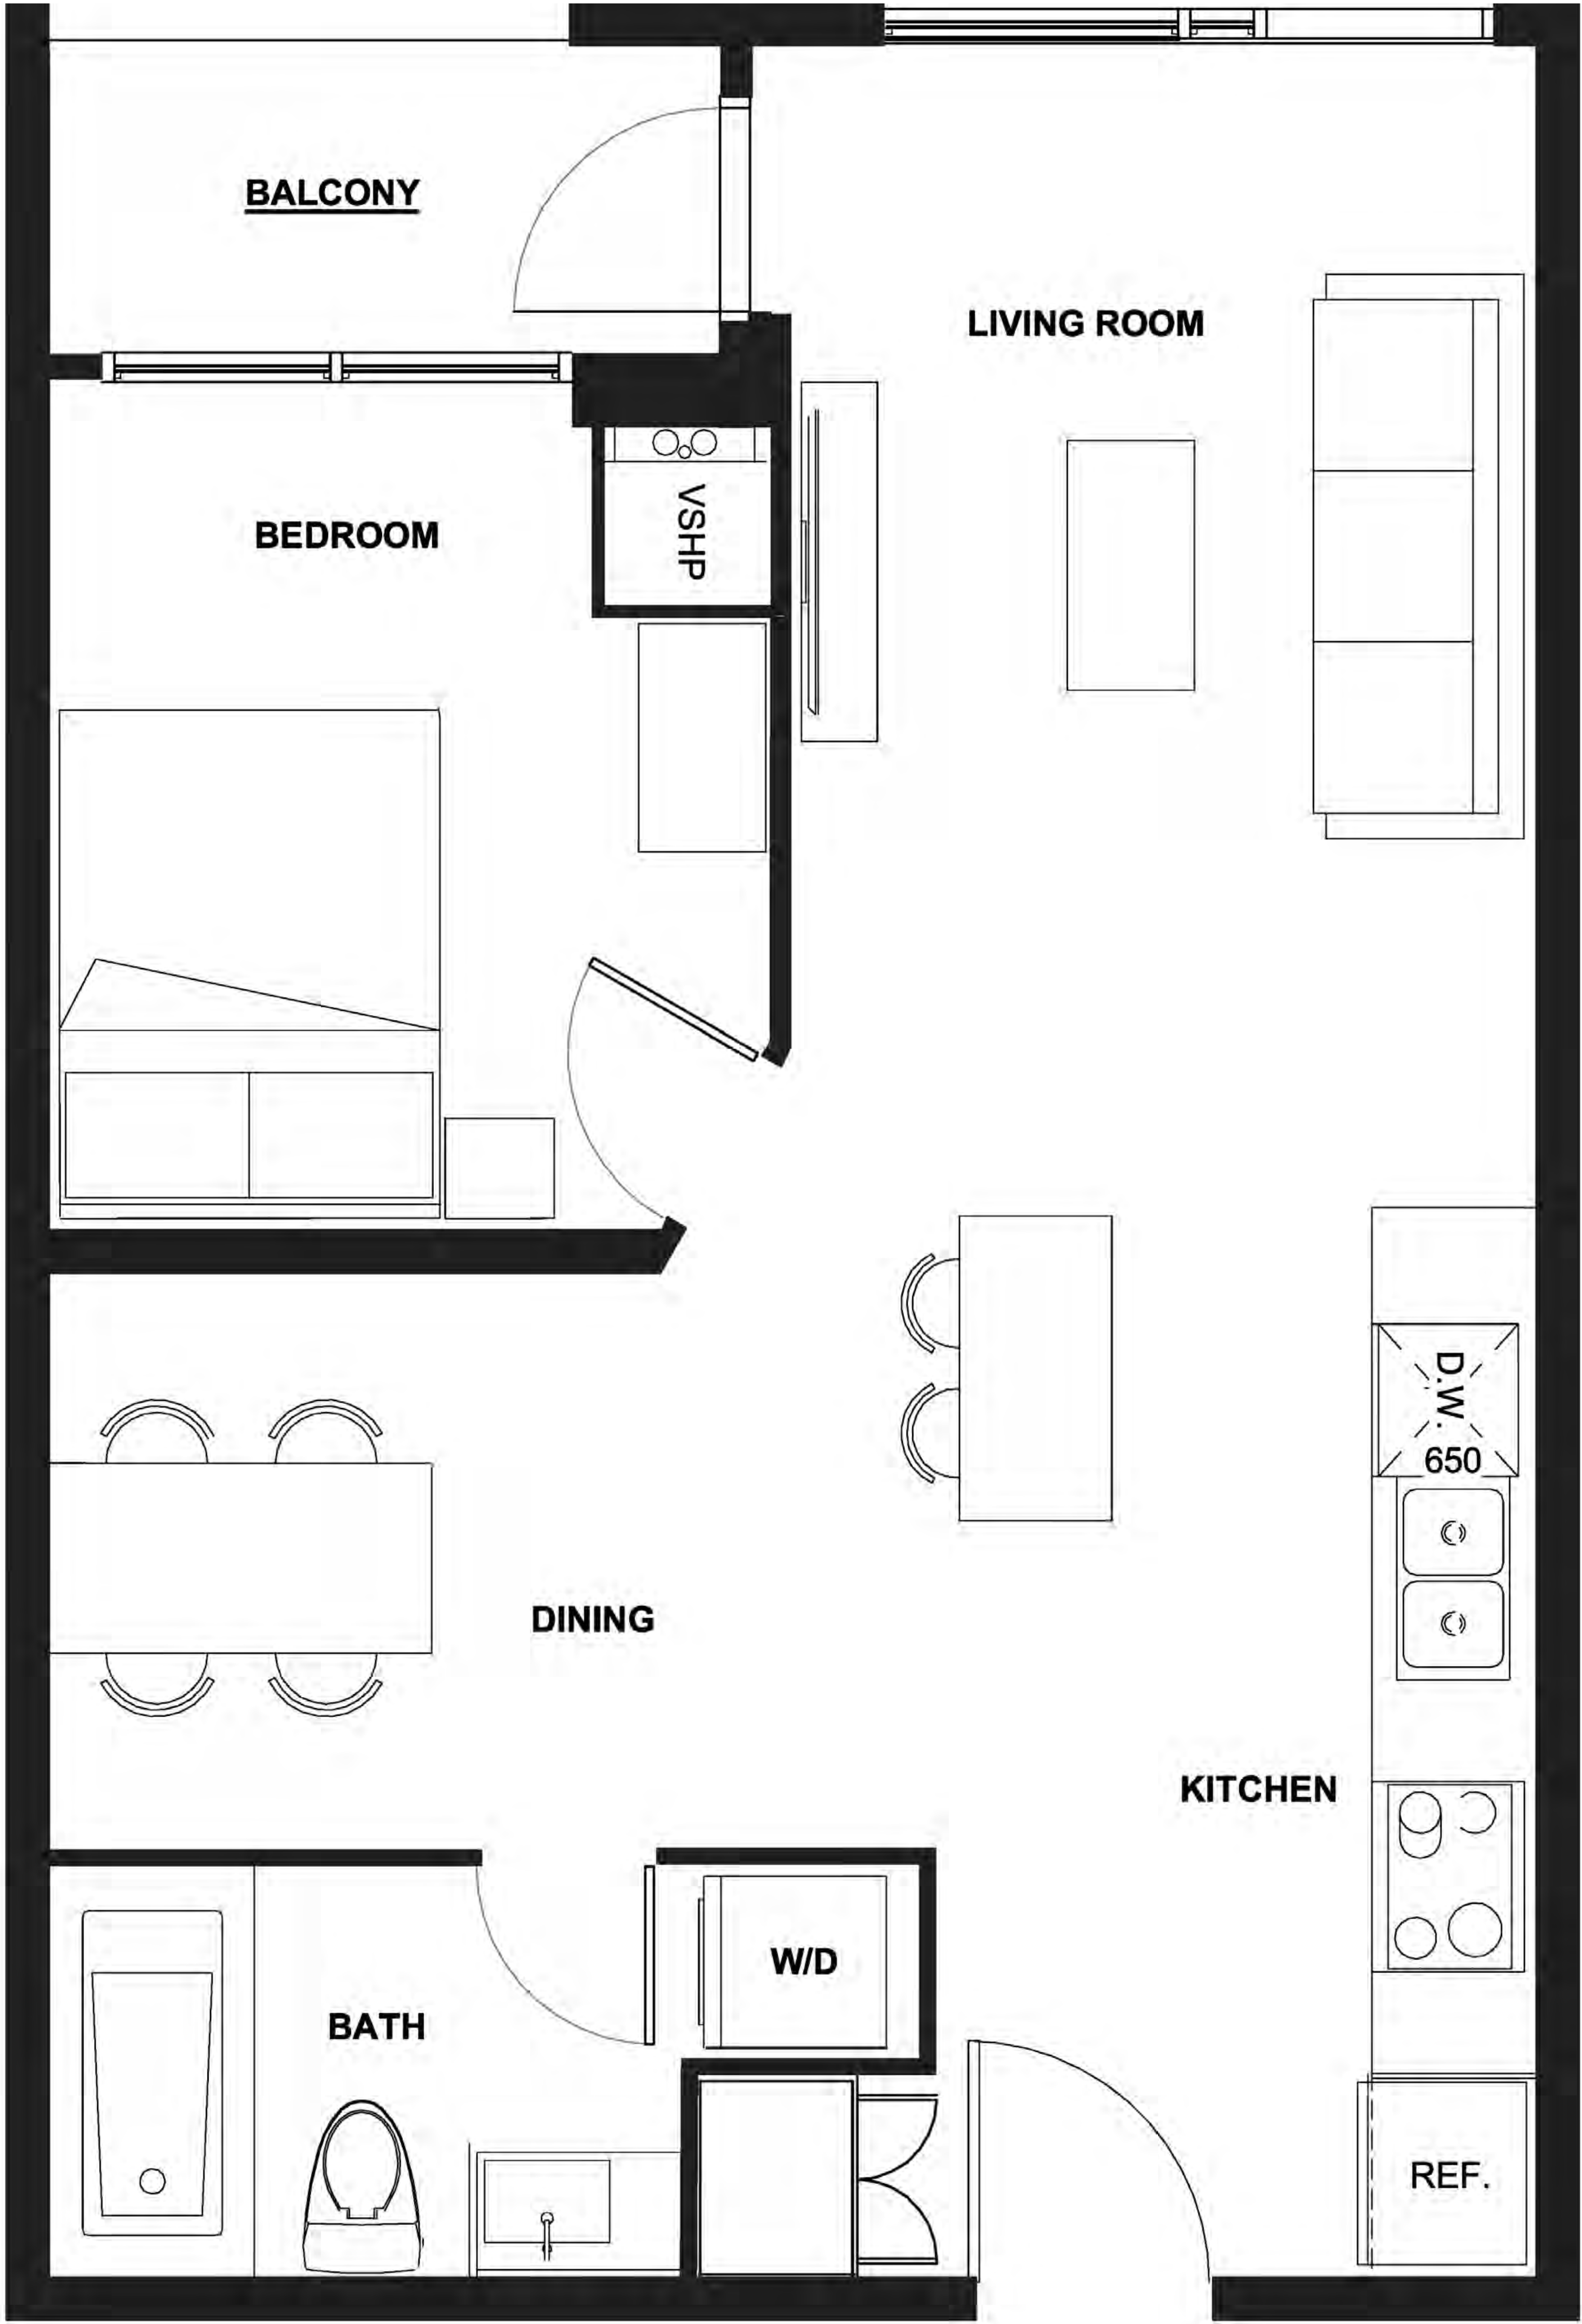 BALCONY
LIVING ROOM
BEDROOM
VSHP
D.W.
650
DINING
KITCHEN
W/D
BATH
REF.